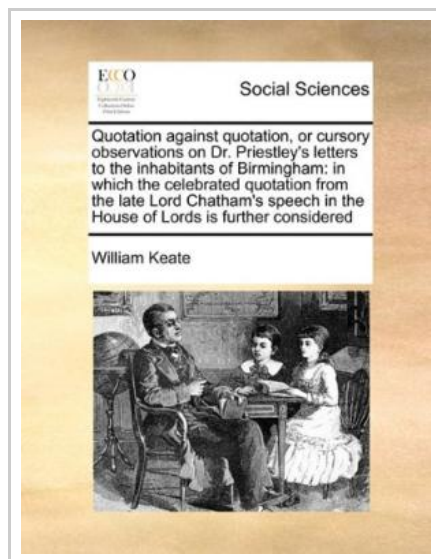 ECCO
Social Sciences
Quotation against quotation, or cursory
observations on Dr. Priestley's letters
to the inhabitants of Birmingham: in
which the celebrated quotation from
the late Lord Chatham's speech in the
House of Lords is further considered
William Keate